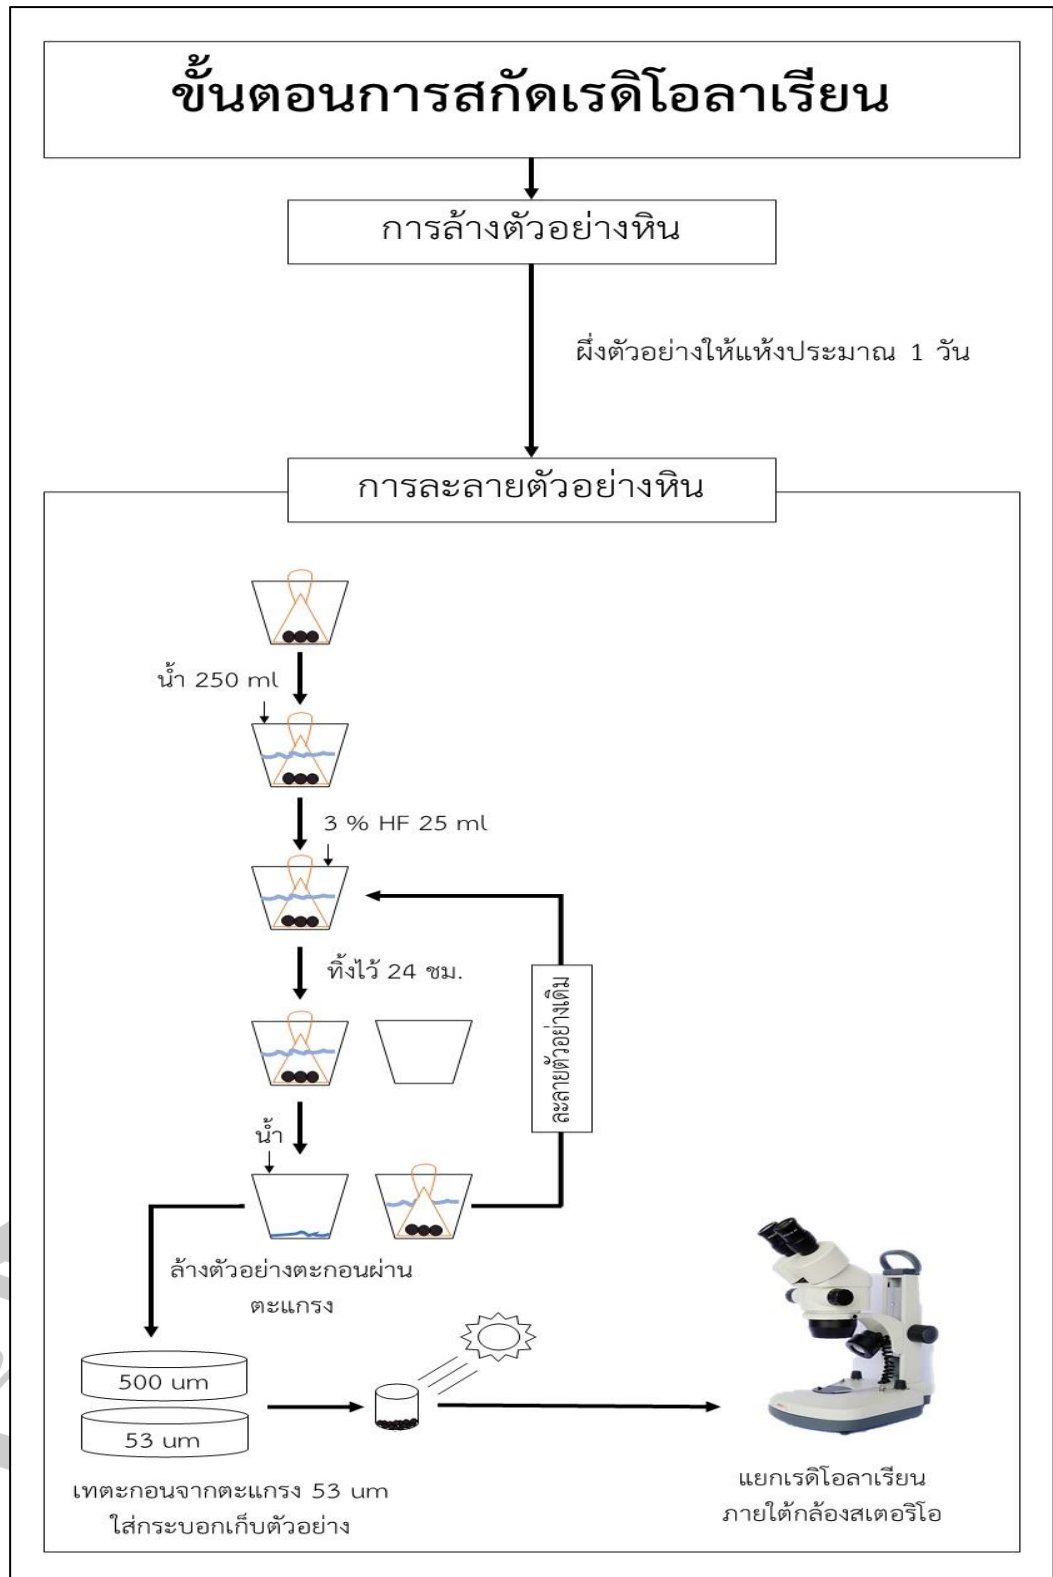 ขั้นตอนการสกัดเรดิโอลาเรียน
การล้างตัวอย่างหิน
ผึ่งตัวอย่างให้แห้งประมาณ 1 วัน
การละลายตัวอย่างหิน
น้ำ 250 ml
3 % HF 25 ml
ทิ้งไว้ 24 ชม.
ละลายตัวอย่างเดิม
น้ำ
ล้างตัวอย่างตะกอนผ่าน
ตะแกรง
500 um
53 um
เทตะกอนจากตะแกรง 53 um
ใส่กระบอกเก็บตัวอย่าง
แยกเรดิโอลาเรียน
ภายใต้กล้องสเตอริโอ